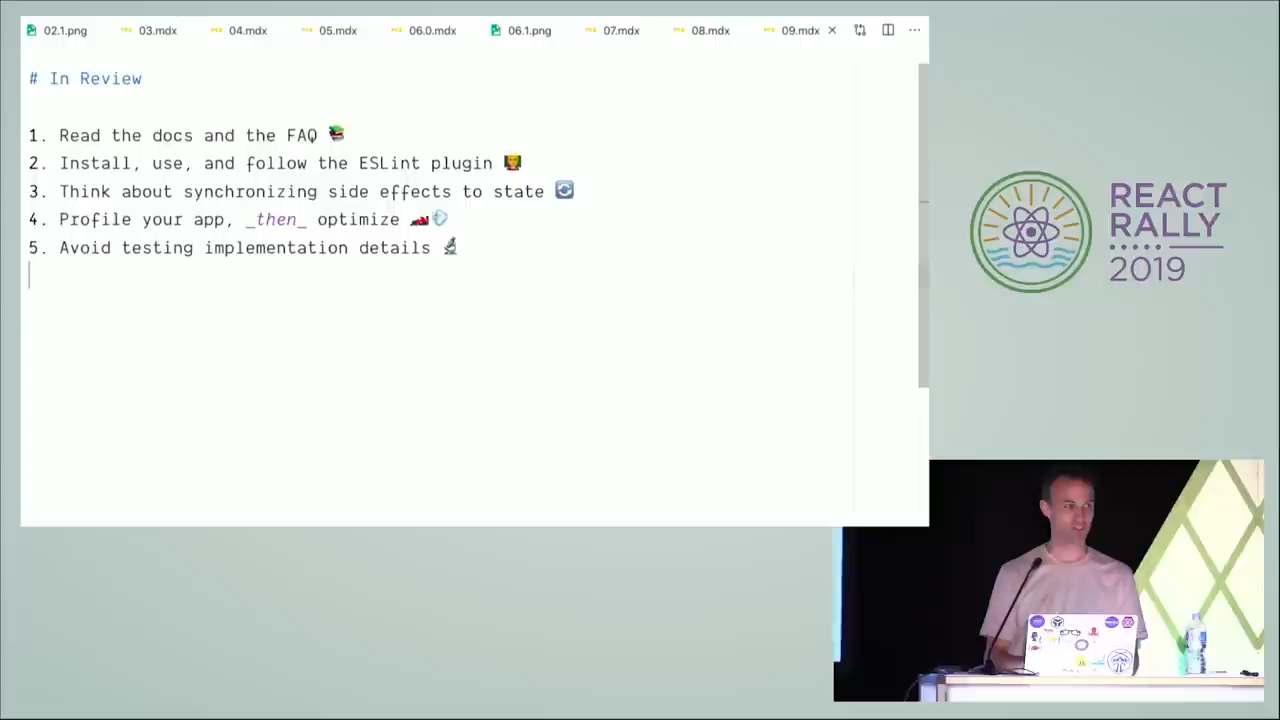 02.1.png 03.mdx 04.mdx 05.mdx 06.0.mdx 06.1.png 07.mdx 08.mdx 09.mdx
# In Review
1. Read the docs and the FAQ 📚
2. Install, use, and follow the ESLint plugin 👨‍🏫
3. Think about synchronizing side effects to state 🔄
4. Profile your app, _then_ optimize 🏎💨
5. Avoid testing implementation details 🔬
REACT
RALLY
2019